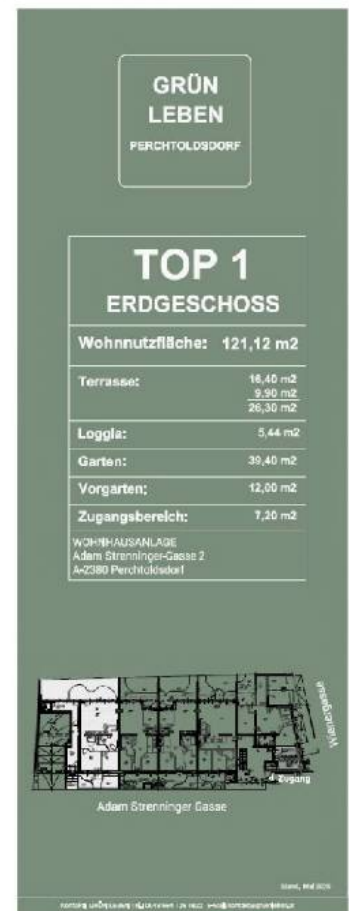 GRÜN
LEBEN
PERCHTOLDSDORF
TOP 1
ERDGESCHOSS
Wohnnutzfläche: 121,12 m2
Terrasse: 16,40 m2
9,90 m2
26,30 m2
Loggia: 5,44 m2
Garten: 39,40 m2
Vorgarten: 12,00 m2
Zugangsbereich: 7,20 m2
WOHNHAUSANLAGE
Adam Strenninger-Gasse 2
A-2380 Perchtoldsdorf
Wienergasse
Zugang
Adam Strenninger Gasse